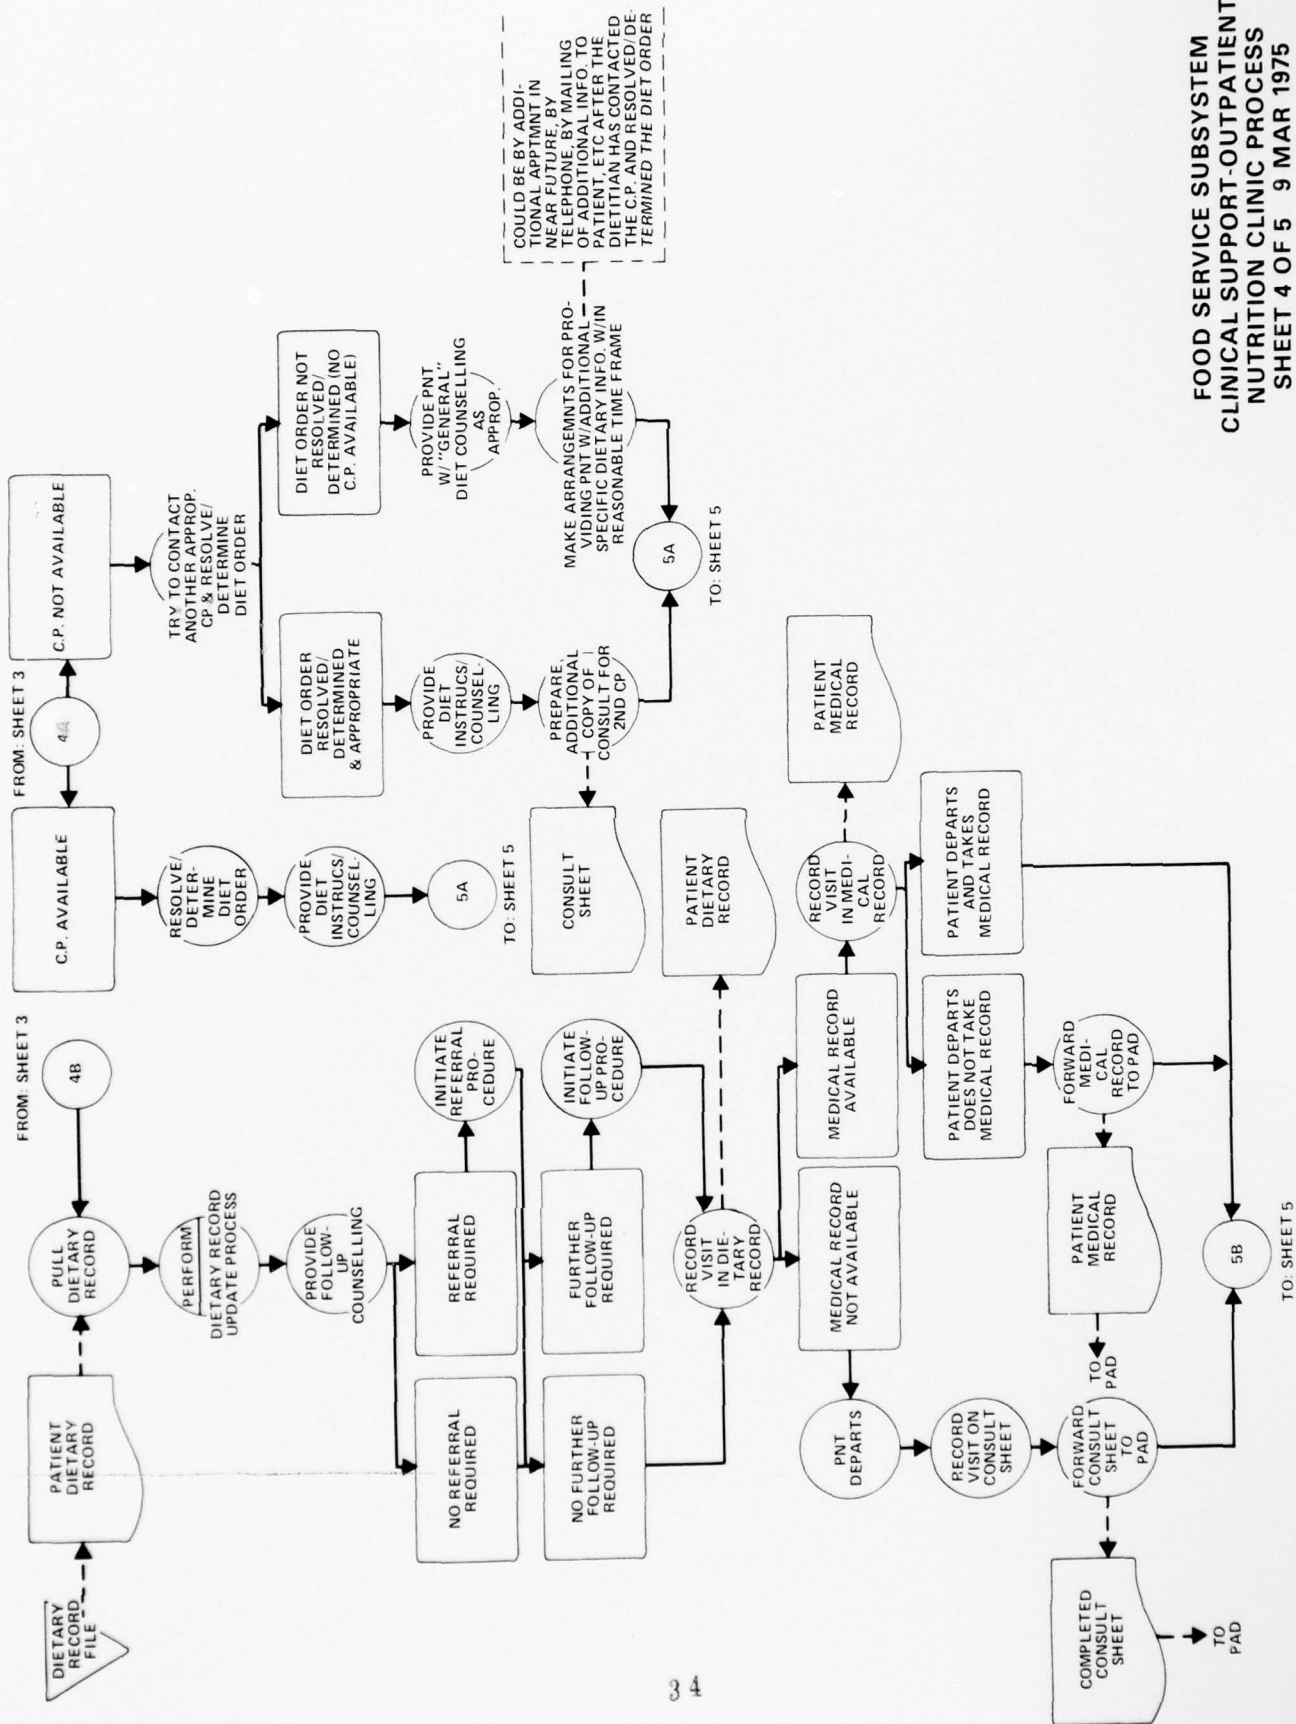 FROM: SHEET 3
4B
DIETARY
RECORD
FILE
PATIENT
DIETARY
RECORD
PULL
DIETARY
RECORD
PERFORM
DIETARY RECORD
UPDATE PROCESS
PROVIDE
FOLLOW-
UP
COUNSELLING
NO REFERRAL
REQUIRED
REFERRAL
REQUIRED
INITIATE
REFERRAL
PRO-
CEDURE
NO FURTHER
FOLLOW-UP
REQUIRED
FURTHER
FOLLOW-UP
REQUIRED
INITIATE
FOLLOW-
UP PRO-
CEDURE
RECORD
VISIT
IN DIE-
TARY
RECORD
PATIENT
DIETARY
RECORD
MEDICAL RECORD
NOT AVAILABLE
MEDICAL RECORD
AVAILABLE
RECORD
VISIT
IN MEDI-
CAL
RECORD
PATIENT
MEDICAL
RECORD
PNT
DEPARTS
RECORD
VISIT ON
CONSULT
SHEET
FORWARD
CONSULT
SHEET
TO
PAD
COMPLETED
CONSULT
SHEET
TO
PAD
PATIENT DEPARTS
DOES NOT TAKE
MEDICAL RECORD
PATIENT DEPARTS
AND TAKES
MEDICAL RECORD
FORWARD
MEDI-
CAL
RECORD
TO PAD
PATIENT
MEDICAL
RECORD
TO
PAD
5B
TO: SHEET 5
FROM: SHEET 3
C.P. AVAILABLE
C.P. NOT AVAILABLE
RESOLVE/
DETER-
MINE
DIET
ORDER
PROVIDE
DIET
INSTRUCS/
COUNSEL-
LING
5A
TO: SHEET 5
TRY TO CONTACT
ANOTHER APPROP.
CP & RESOLVE/
DETERMINE
DIET ORDER
DIET ORDER
RESOLVED/
DETERMINED
& APPROPRIATE
DIET ORDER NOT
RESOLVED/
DETERMINED (NO
C.P. AVAILABLE)
PROVIDE
DIET
INSTRUCS/
COUNSEL-
LING
PREPARE
ADDITIONAL
COPY OF
CONSULT FOR
2ND CP
CONSULT
SHEET
PROVIDE PNT
W/ "GENERAL"
DIET COUNSELLING
AS
APPROP.
MAKE ARRANGEMNTS FOR PRO-
VIDING PNT W/ADDITIONAL
SPECIFIC DIETARY INFO. W/IN
REASONABLE TIME FRAME
COULD BE BY ADDI-
TIONAL APPTMNT IN
NEAR FUTURE, BY
TELEPHONE, BY MAILING
OF ADDITIONAL INFO. TO
PATIENT, ETC AFTER THE
DIETITIAN HAS CONTACTED
THE C.P. AND RESOLVED/DE-
TERMINED THE DIET ORDER
5A
TO: SHEET 5
FOOD SERVICE SUBSYSTEM
CLINICAL SUPPORT-OUTPATIENT
NUTRITION CLINIC PROCESS
SHEET 4 OF 5 9 MAR 1975
34